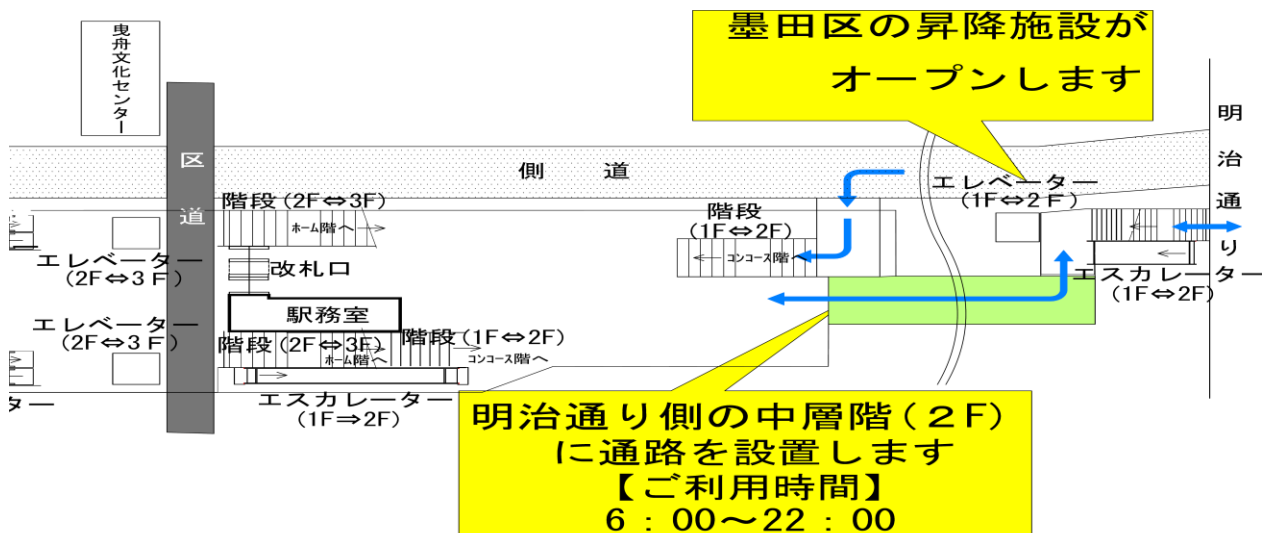 墨田区の昇降施設が
オープンします
曳舟文化センター
区道
側道
明治通り
エレベーター
(1F⇔2F)
階段(2F⇔3F)
ホーム階へ
階段
(1F⇔2F)
コンコース階へ
エレベーター
(2F⇔3F)
改札口
エスカレーター
(1F⇔2F)
駅務室
エレベーター
(2F⇔3F)
階段(2F⇔3F)
ホーム階へ
階段(1F⇔2F)
コンコース階へ
ター
エスカレーター
(1F⇒2F)
明治通り側の中層階(2F)
に通路を設置します
【ご利用時間】
6:00~22:00